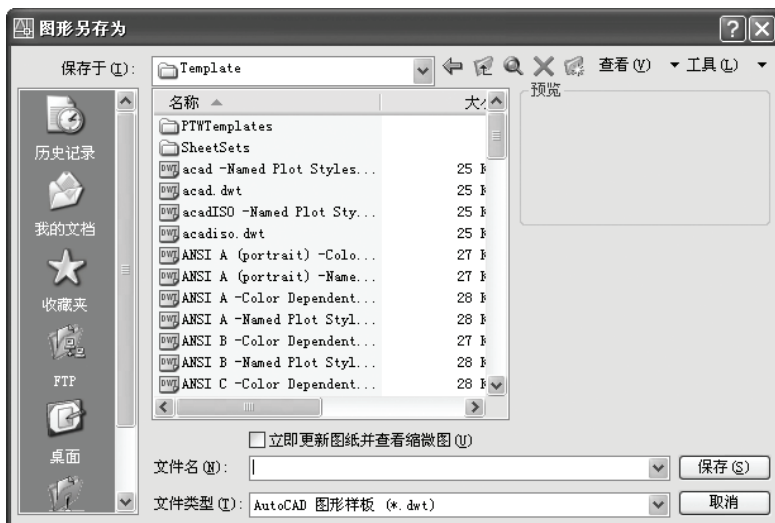 图形另存为
保存于(I): Template 查看(V) 工具(L)
名称 大小
预览
PTWTemplates
SheetSets
acad -Named Plot Styles... 25 K
acad.dwt 25 K
acadISO -Named Plot Sty... 25 K
acadiso.dwt 25 K
ANSI A (portrait) -Colo... 27 K
ANSI A (portrait) -Name... 27 K
ANSI A -Color Dependent... 28 K
ANSI A -Named Plot Styl... 28 K
ANSI B -Color Dependent... 27 K
ANSI B -Named Plot Styl... 28 K
ANSI C -Color Dependent... 28 K
历史记录
我的文档
收藏夹
FTP
桌面
立即更新图纸并查看缩微图(U)
文件名(N): 保存(S)
文件类型(T): AutoCAD 图形样板 (*.dwt) 取消